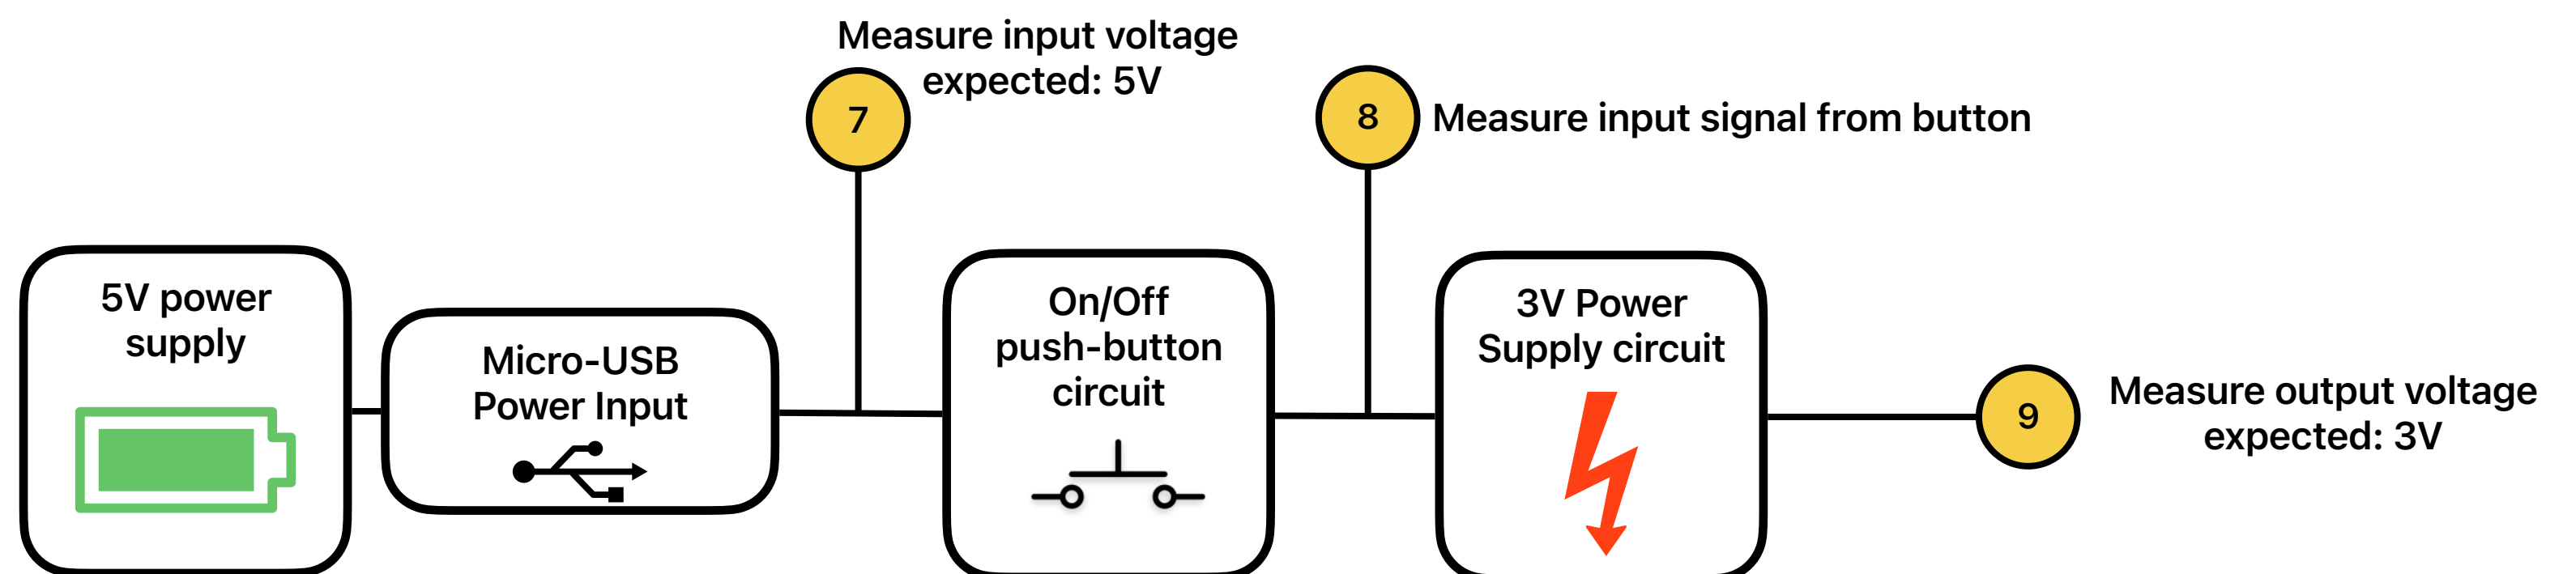 Measure input voltage
expected: 5V
7
8
Measure input signal from button
5V power
supply
Micro-USB
Power Input
On/Off
push-button
circuit
3V Power
Supply circuit
9
Measure output voltage
expected: 3V